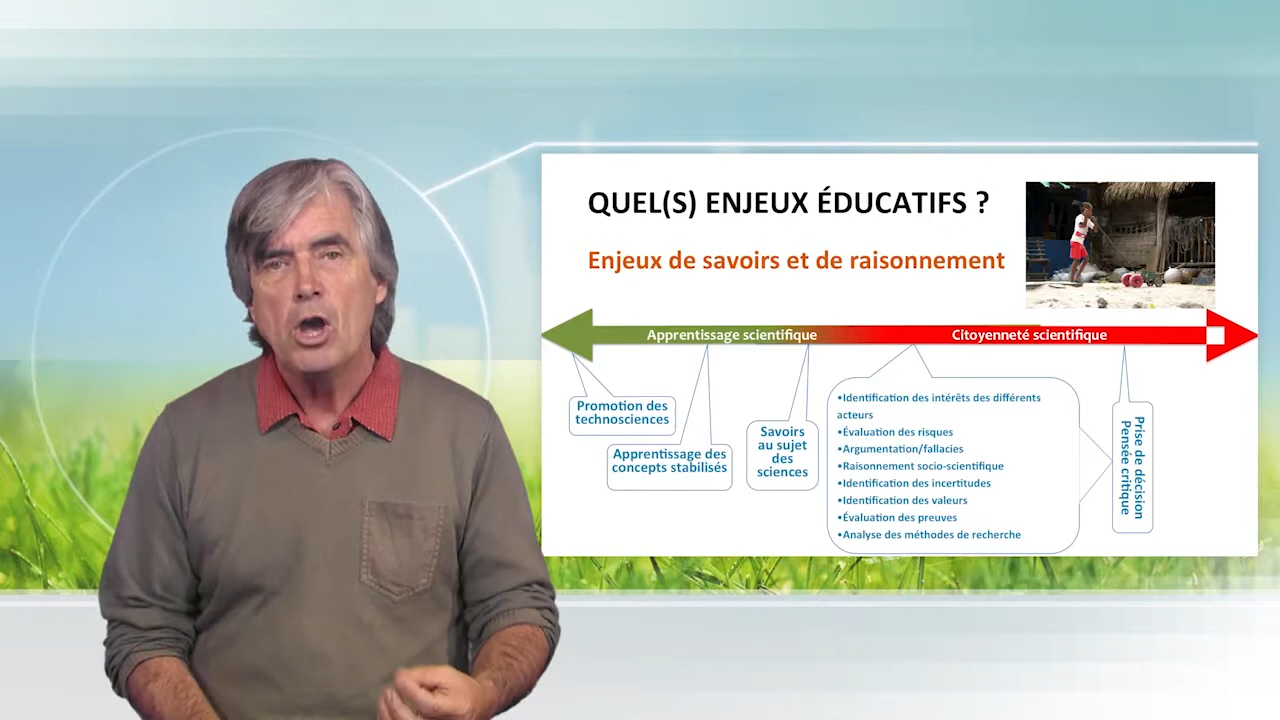 QUEL(S) ENJEUX ÉDUCATIFS ?
Enjeux de savoirs et de raisonnement
Apprentissage scientifique
Citoyenneté scientifique
Promotion des
technosciences
Apprentissage des
concepts stabilisés
Savoirs
au sujet
des
sciences
•Identification des intérêts des différents
acteurs
•Évaluation des risques
•Argumentation/fallacies
•Raisonnement socio-scientifique
•Identification des incertitudes
•Identification des valeurs
•Évaluation des preuves
•Analyse des méthodes de recherche
Prise de décision
Pensée critique